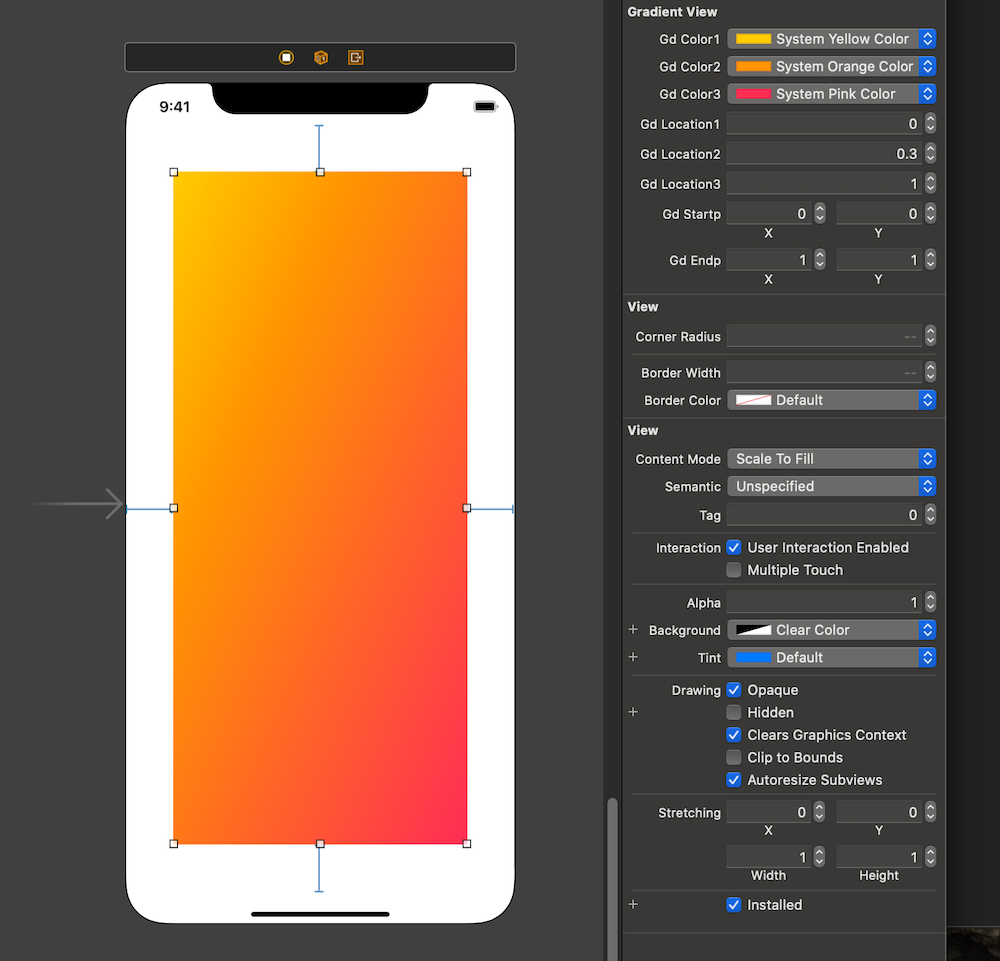 Gradient View
Gd Color1 System Yellow Color
Gd Color2 System Orange Color
9:41
Gd Color3 System Pink Color
Gd Location1 0
Gd Location2 0.3
Gd Location3 1
Gd Startp 0 0
X Y
Gd Endp 1 1
X Y
View
Corner Radius --
Border Width --
Border Color Default
View
Content Mode Scale To Fill
Semantic Unspecified
Tag 0
Interaction User Interaction Enabled
Multiple Touch
Alpha 1
+ Background Clear Color
+ Tint Default
Drawing Opaque
+ Hidden
Clears Graphics Context
Clip to Bounds
Autoresize Subviews
Stretching 0 0
X Y
1 1
Width Height
+ Installed